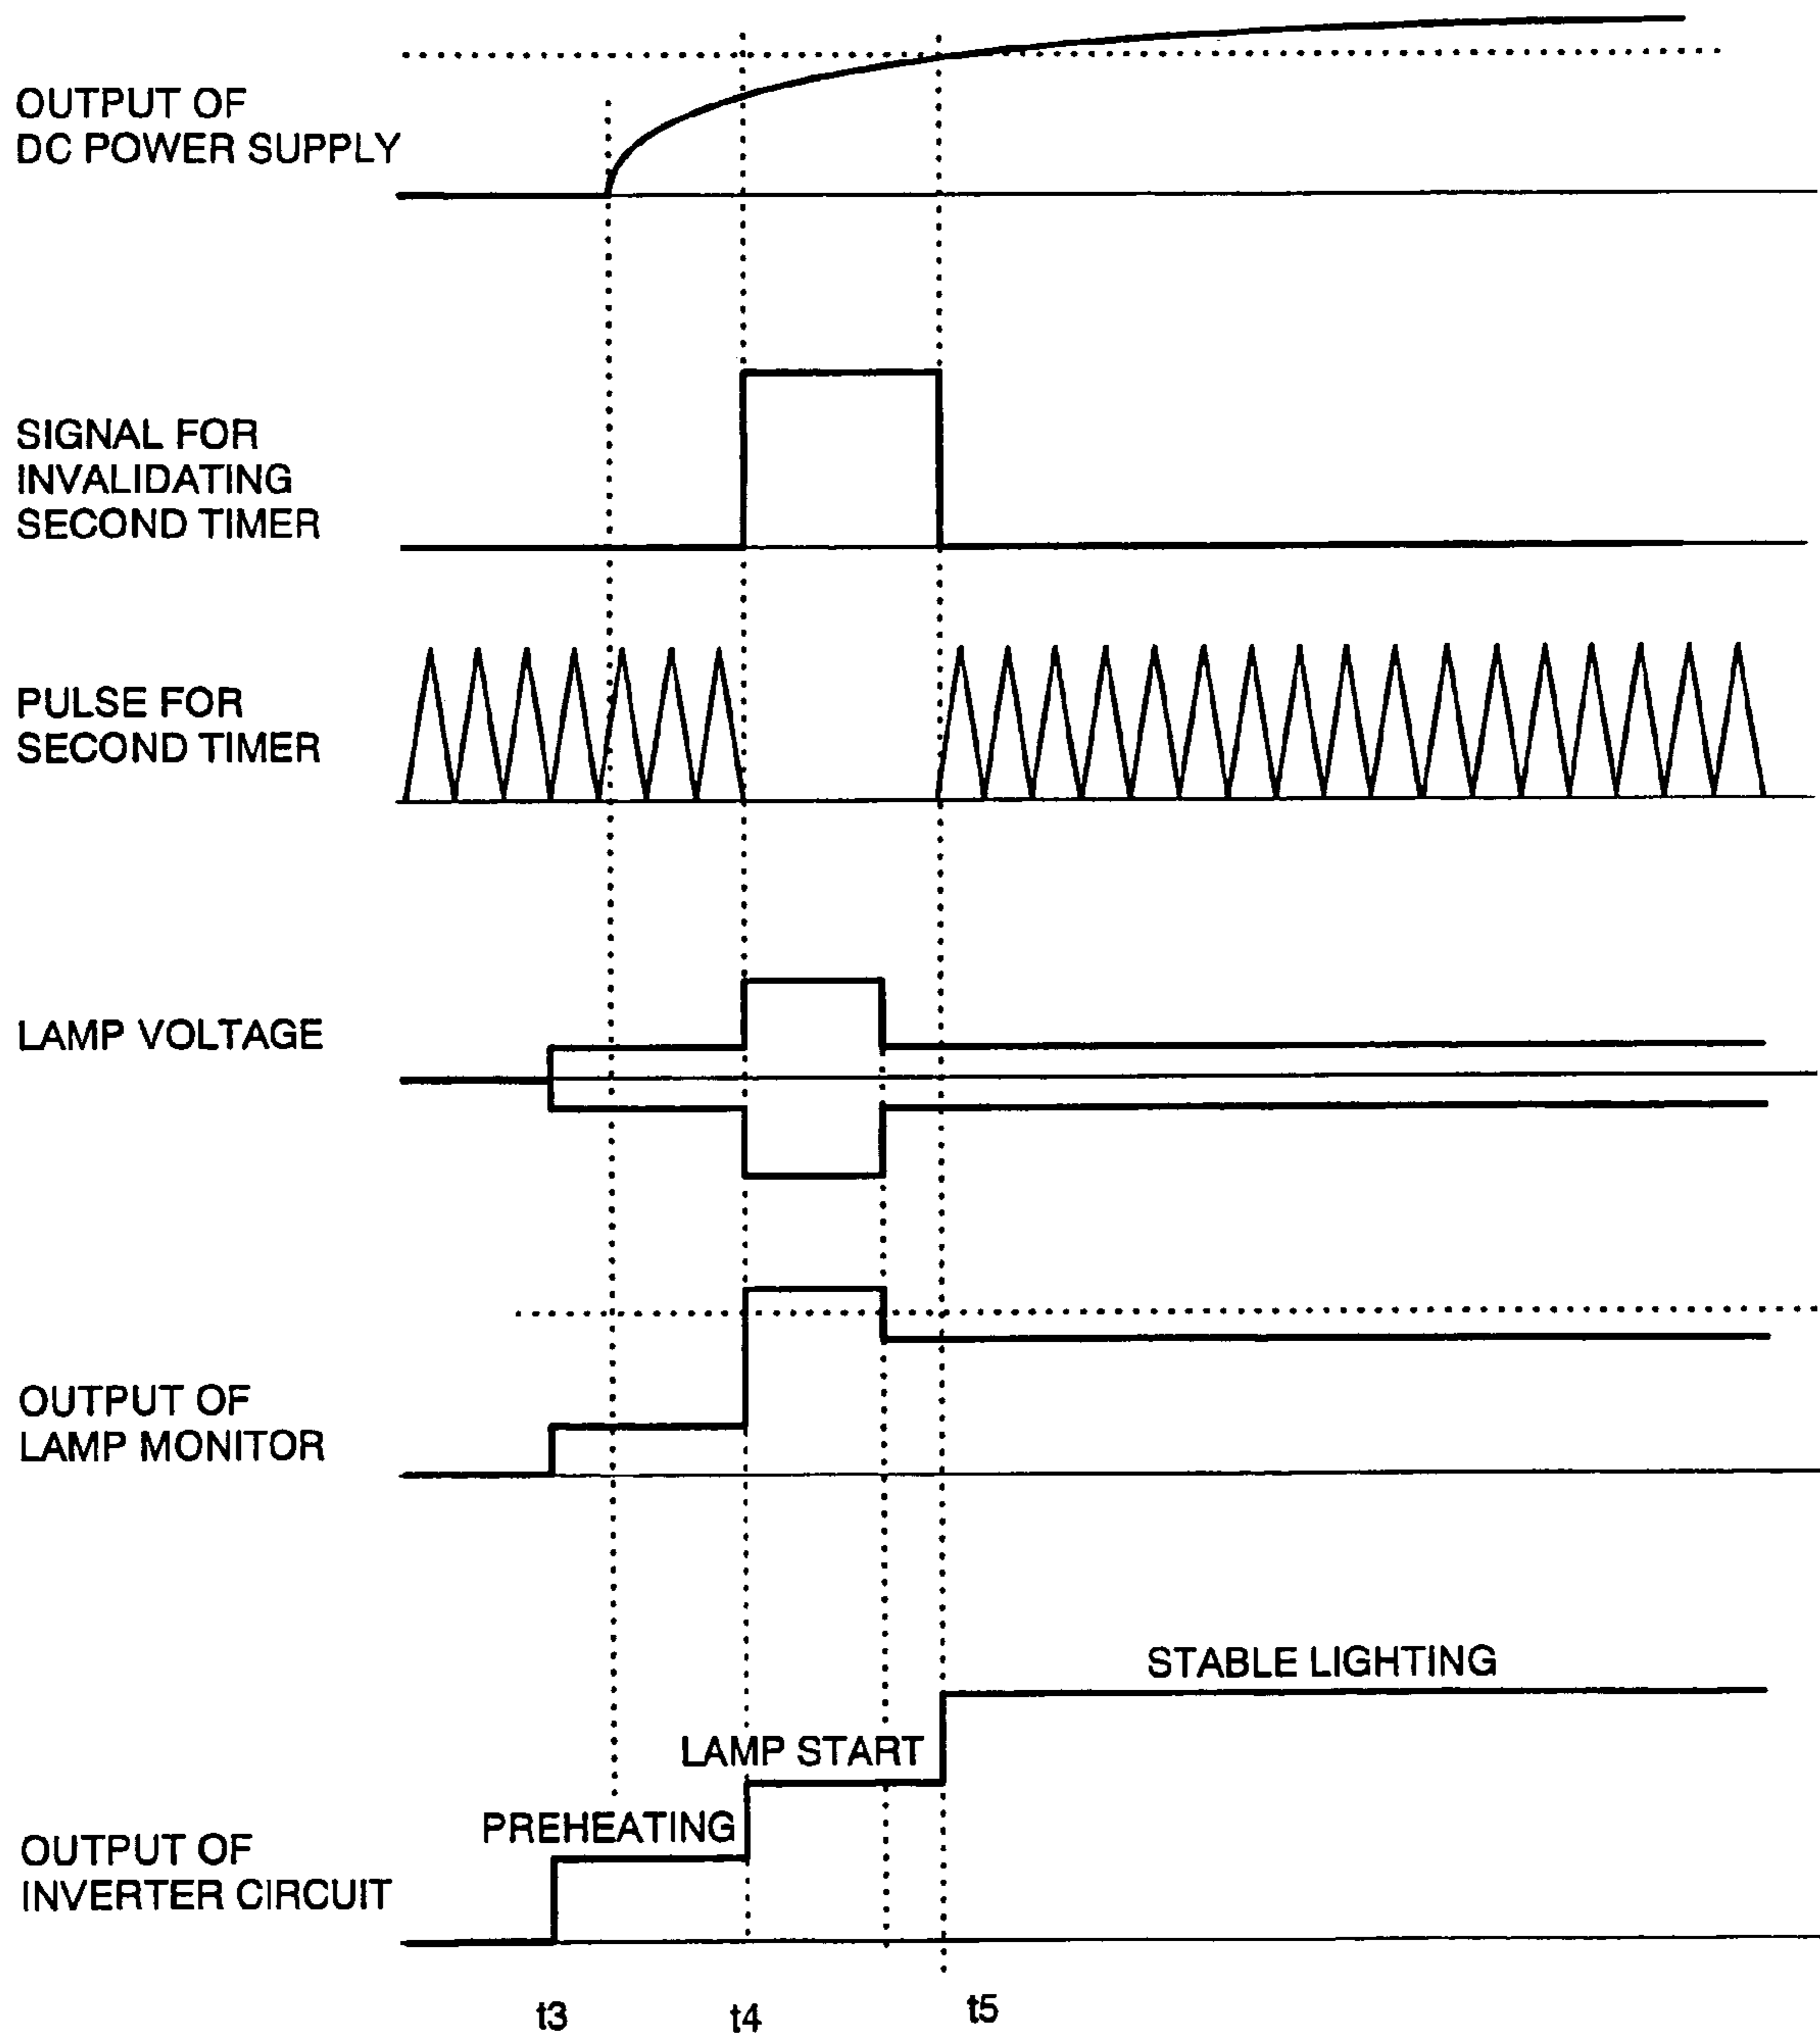 OUTPUT OF
DC POWER SUPPLY
SIGNAL FOR
INVALIDATING
SECOND TIMER
PULSE FOR
SECOND TIMER
LAMP VOLTAGE
OUTPUT OF
LAMP MONITOR
STABLE LIGHTING
LAMP START
PREHEATING
OUTPUT OF
INVERTER CIRCUIT
t3
t4
t5